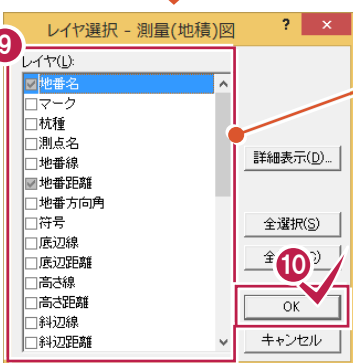 レイヤ選択 - 測量(地積)図
? ×
9
レイヤ(L):
地番名
マーク
杭種
測点名
地番線
地番距離
地番方向角
符号
底辺線
底辺距離
高さ線
高さ距離
斜辺線
斜辺距離
詳細表示(D)...
全選択(S)
全
10
OK
キャンセル